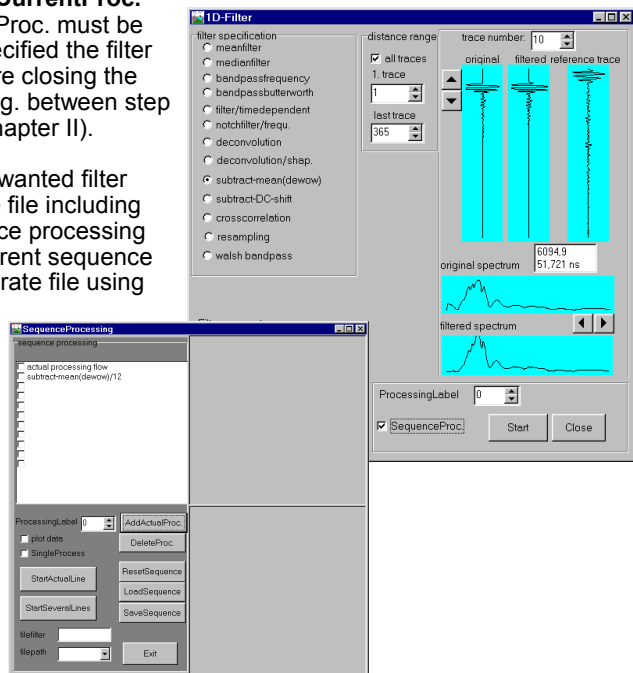 CurrentProc.
Proc. must be
ecified the filter
re closing the
g. between step
hapter II).
wanted filter
file including
ce processing
rent sequence
rate file using
1D-Filter
filter specification
meanfilter
medianfilter
bandpassfrequency
bandpassbutterworth
filter/timedependent
notchfilter/frequ.
deconvolution
deconvolution/shap.
subtract-mean(dewow)
subtract-DC-shift
crosscorrelation
resampling
walsh bandpass
distance range
all traces
1. trace
1
last trace
365
trace number: 10
original filtered reference trace
6094,9
51,721 ns
original spectrum
filtered spectrum
ProcessingLabel 0
SequenceProc. Start Close
SequenceProcessing
sequence processing
actual processing flow
subtract-mean(dewow)/12
ProcessingLabel 0 AddActualProc.
plot data DeleteProc.
SingleProcess
StartActualLine ResetSequence
LoadSequence
StartSeveralLines SaveSequence
filefilter
filepath Exit